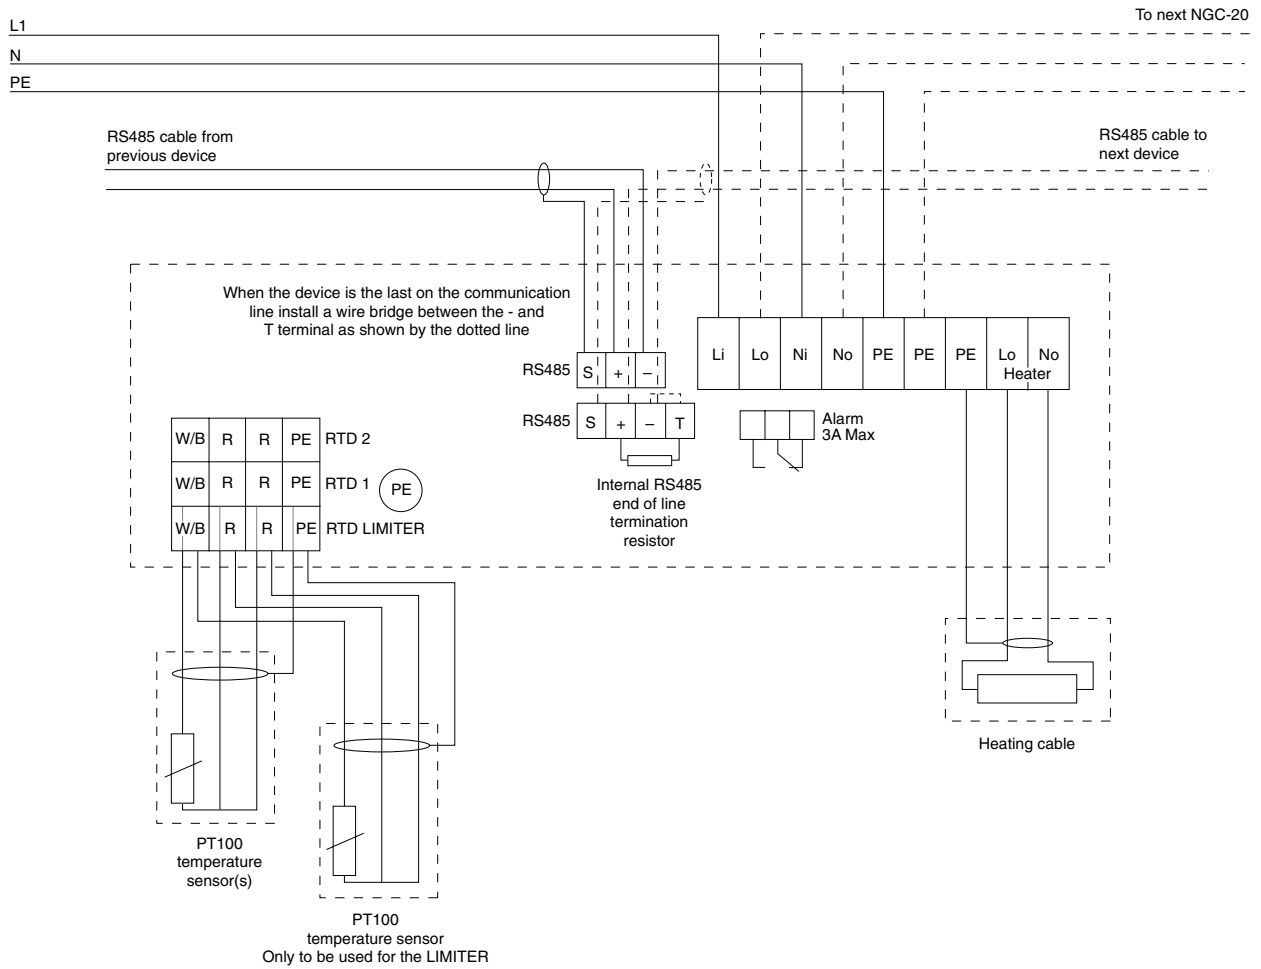 To next NGC-20
L1
N
PE
RS485 cable from
previous device
RS485 cable to
next device
When the device is the last on the communication
line install a wire bridge between the - and
T terminal as shown by the dotted line
Li Lo Ni No PE PE PE Lo No
Heater
RS485 S + –
RS485 S + – T
Alarm
3A Max
W/B R R PE RTD 2
W/B R R PE RTD 1
PE
W/B R R PE RTD LIMITER
Internal RS485
end of line
termination
resistor
Heating cable
PT100
temperature
sensor(s)
PT100
temperature sensor
Only to be used for the LIMITER